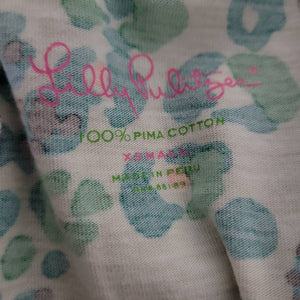 Lilly Pulitzer
100% PIMA COTTON
XSMALL
MADE IN PERU